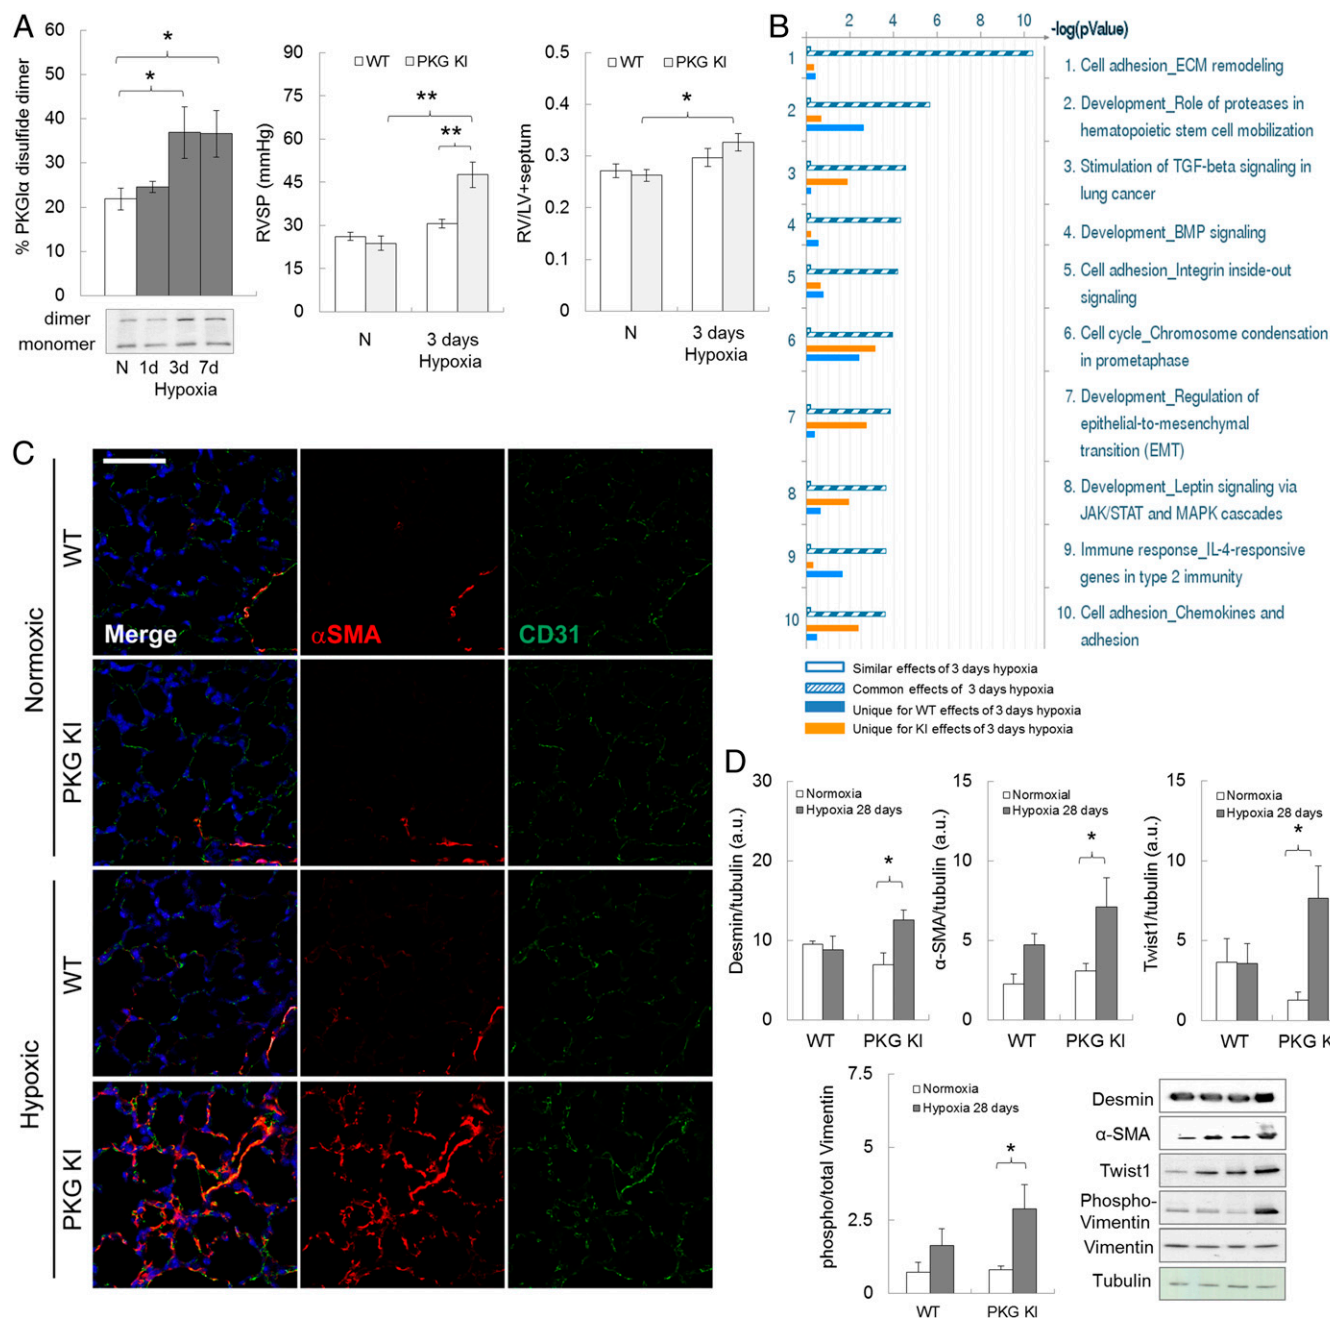 A
% PKGIα disulfide dimer
60
50
40
30
20
10
0
*
*
dimer
monomer
N 1d 3d 7d
Hypoxia
RVSP (mmHg)
90
75
60
45
30
15
0
WT PKG KI
**
**
N 3 days
Hypoxia
RV/LV+septum
0.5
0.4
0.3
0.2
0.1
0
WT PKG KI
*
N 3 days
Hypoxia
B
2 4 6 8 10 -log(pValue)
1
2
3
4
5
6
7
8
9
10
1. Cell adhesion_ECM remodeling
2. Development_Role of proteases in
hematopoietic stem cell mobilization
3. Stimulation of TGF-beta signaling in
lung cancer
4. Development_BMP signaling
5. Cell adhesion_Integrin inside-out
signaling
6. Cell cycle_Chromosome condensation
in prometaphase
7. Development_Regulation of
epithelial-to-mesenchymal
transition (EMT)
8. Development_Leptin signaling via
JAK/STAT and MAPK cascades
9. Immune response_IL-4-responsive
genes in type 2 immunity
10. Cell adhesion_Chemokines and
adhesion
Similar effects of 3 days hypoxia
Common effects of 3 days hypoxia
Unique for WT effects of 3 days hypoxia
Unique for KI effects of 3 days hypoxia
C
Normoxic
WT
PKG KI
Hypoxic
WT
PKG KI
Merge αSMA CD31
D
Desmin/tubulin (a.u.)
30
20
10
0
Normoxia
Hypoxia 28 days
*
WT PKG KI
α-SMA/tubulin (a.u.)
15
10
5
0
Normoxial
Hypoxia 28 days
*
WT PKG KI
Twist1/tubulin (a.u.)
15
10
5
0
Normoxia
Hypoxia 28 days
*
WT PKG K
phospho/total Vimentin
7.5
5
2.5
0
Normoxia
Hypoxia 28 days
*
WT PKG KI
Desmin
α-SMA
Twist1
Phospho-
Vimentin
Vimentin
Tubulin